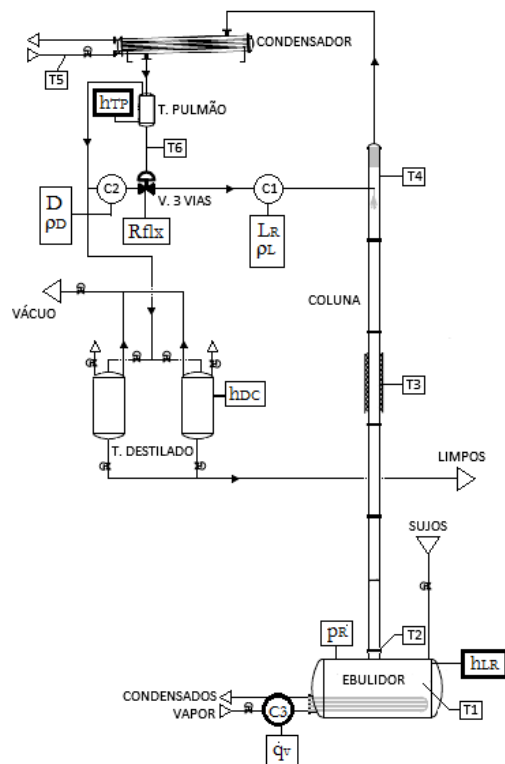 CONDENSADOR
T5
hTP
T. PULMÃO
T6
T4
C2
C1
V. 3 VIAS
D
ρD
Rflx
LR
ρL
COLUNA
VÁCUO
T3
hDC
T. DESTILADO
LIMPOS
SUJOS
pR
T2
hLR
EBULIDOR
CONDENSADOS
T1
VAPOR
C3
q̇v